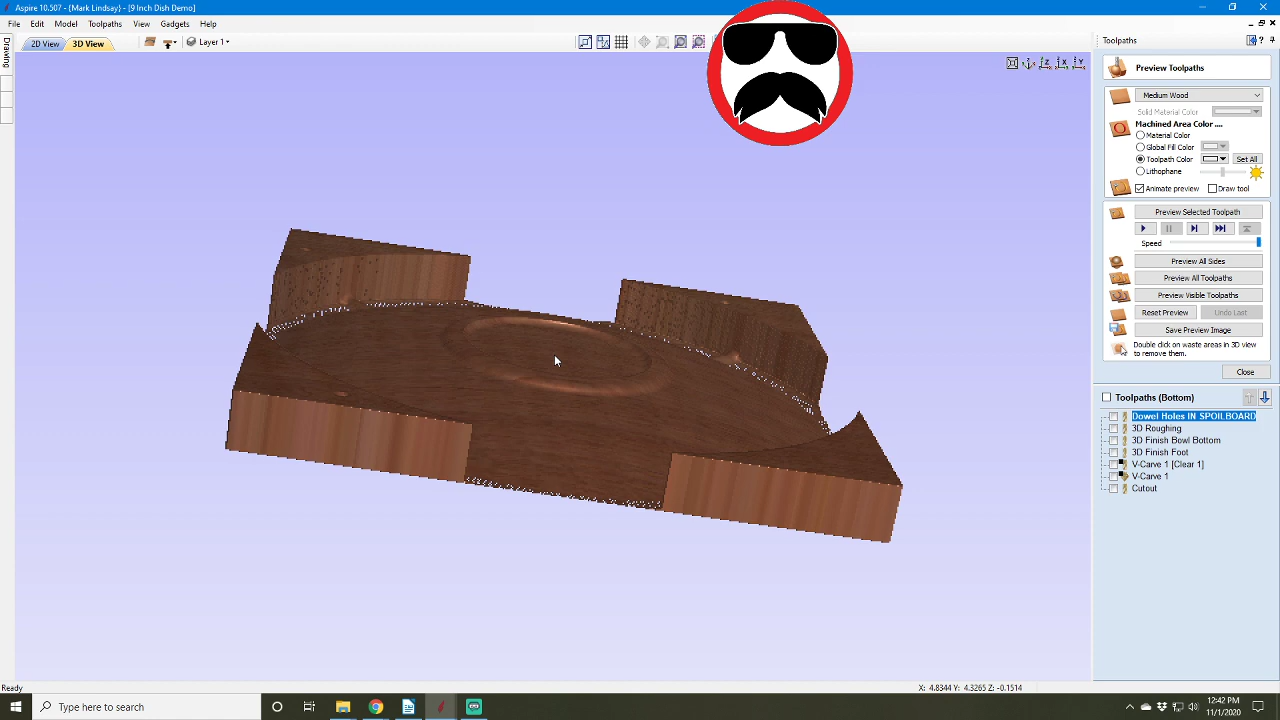 Aspire 10.507 - (Mark Lindsay) - [9 Inch Dish Demo]
File Edit Model Toolpaths View Gadgets Help
2D View 3D View Layer 1
Drawing
Toolpaths
Preview Toolpaths
Medium Wood
Solid Material Color
Machined Area Color ....
Material Color
Global Fill Color
Toolpath Color Set All
Lithophane
Animate preview Draw tool
Preview Selected Toolpath
Speed
Preview All Sides
Preview All Toolpaths
Preview Visible Toolpaths
Reset Preview Undo Last
Save Preview Image
Double click on waste areas in 3D view
to remove them.
Close
Toolpaths (Bottom)
Dowel Holes IN SPOILBOARD
3D Roughing
3D Finish Bowl Bottom
3D Finish Foot
V-Carve 1 [Clear 1]
V-Carve 1
Cutout
Ready
X: 4.8344 Y: 4.3265 Z: -0.1514
Type here to search
12:42 PM
11/1/2020